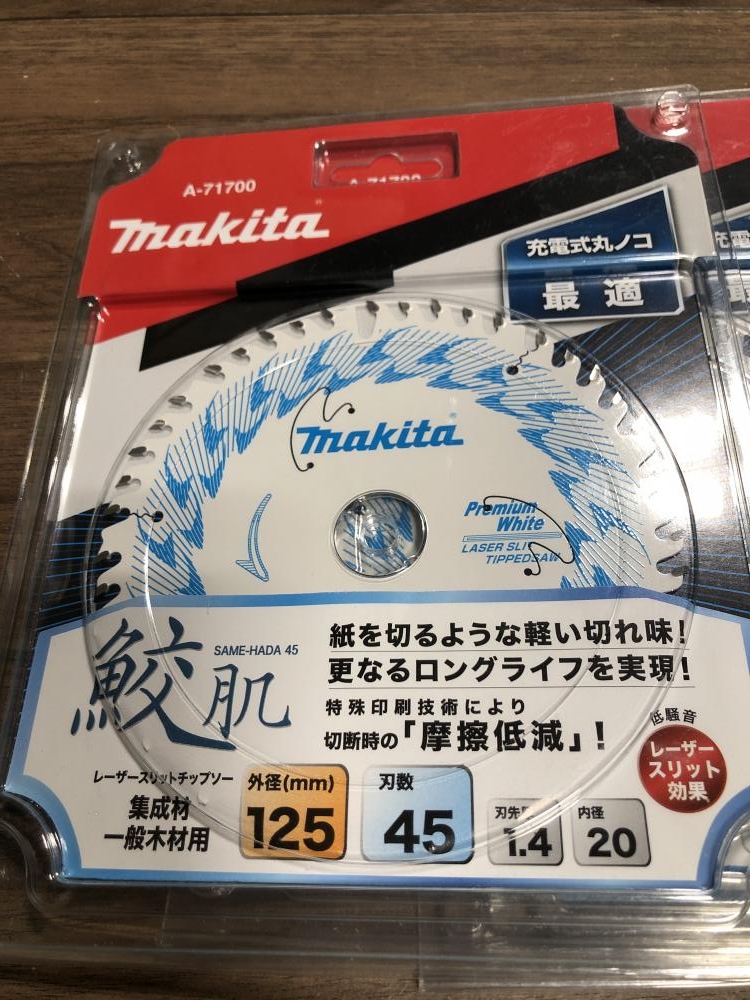 A-71700
A-71700
makita
充電式丸ノコ
最適
makita
Premium
White
LASER SLIT
TIPPEDSAW
鮫肌
SAME-HADA 45
紙を切るような軽い切れ味!
更なるロングライフを実現!
特殊印刷技術により
切断時の「摩擦低減」!
低騒音
レーザー
スリット
効果
レーザースリットチップソー
集成材
一般木材用
外径(mm)
125
刃数
45
刃先
1.4
内径
20